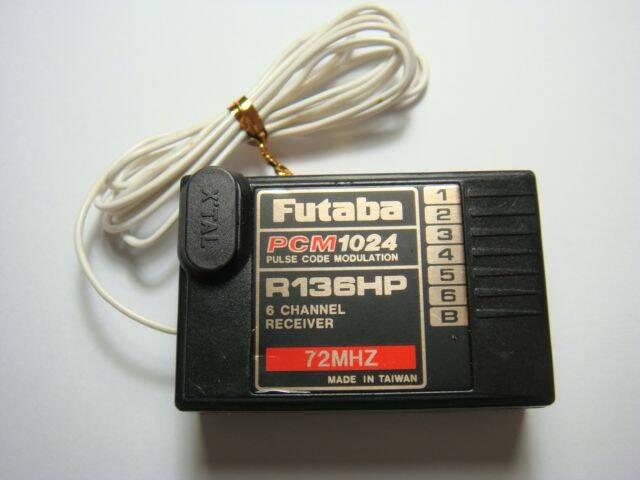 X'TAL
Futaba
PCM1024
PULSE CODE MODULATION
R136HP
6 CHANNEL
RECEIVER
72MHZ
MADE IN TAIWAN
1
2
3
4
5
6
B